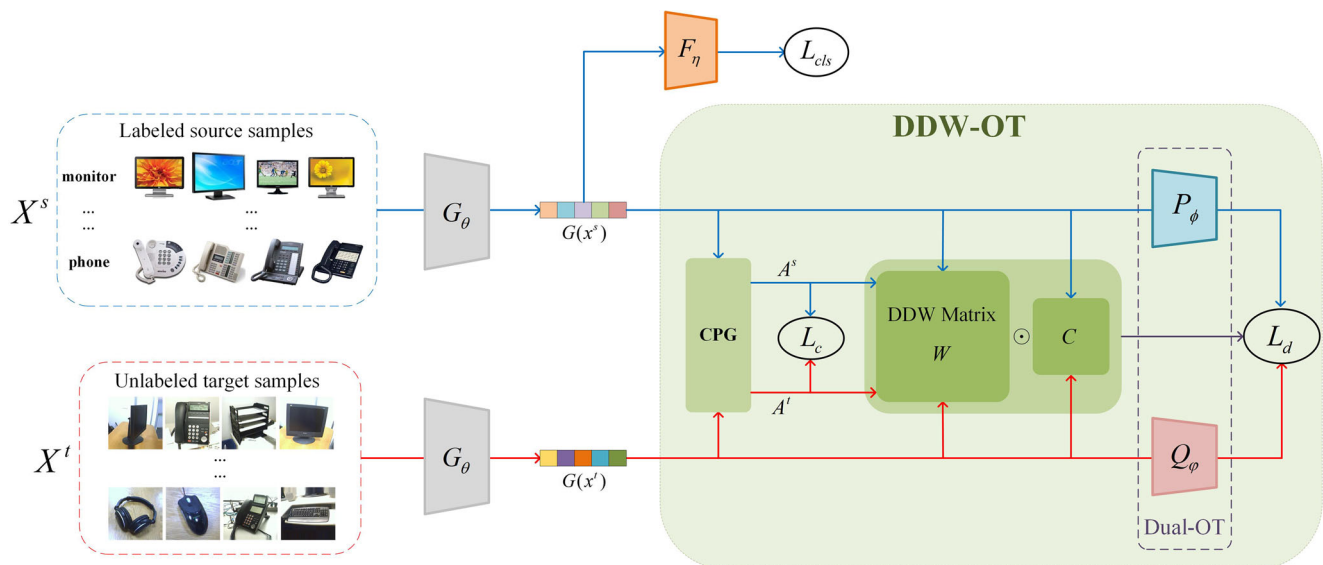 F_η
L_cls
DDW-OT
Labeled source samples
monitor
...
...
...
...
phone
X^s
G_θ
G(x^s)
P_ϕ
CPG
A^s
L_c
A^t
DDW Matrix
W
⊙
C
L_d
Unlabeled target samples
...
...
X^t
G_θ
G(x^t)
Q_φ
Dual-OT